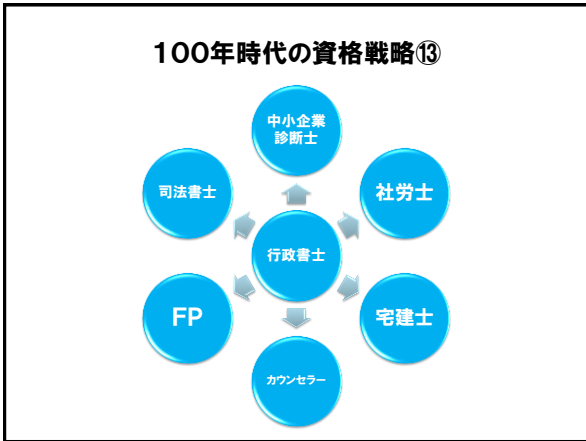 100年時代の資格戦略⑬
中小企業
診断士
司法書士
社労士
行政書士
FP
宅建士
カウンセラー